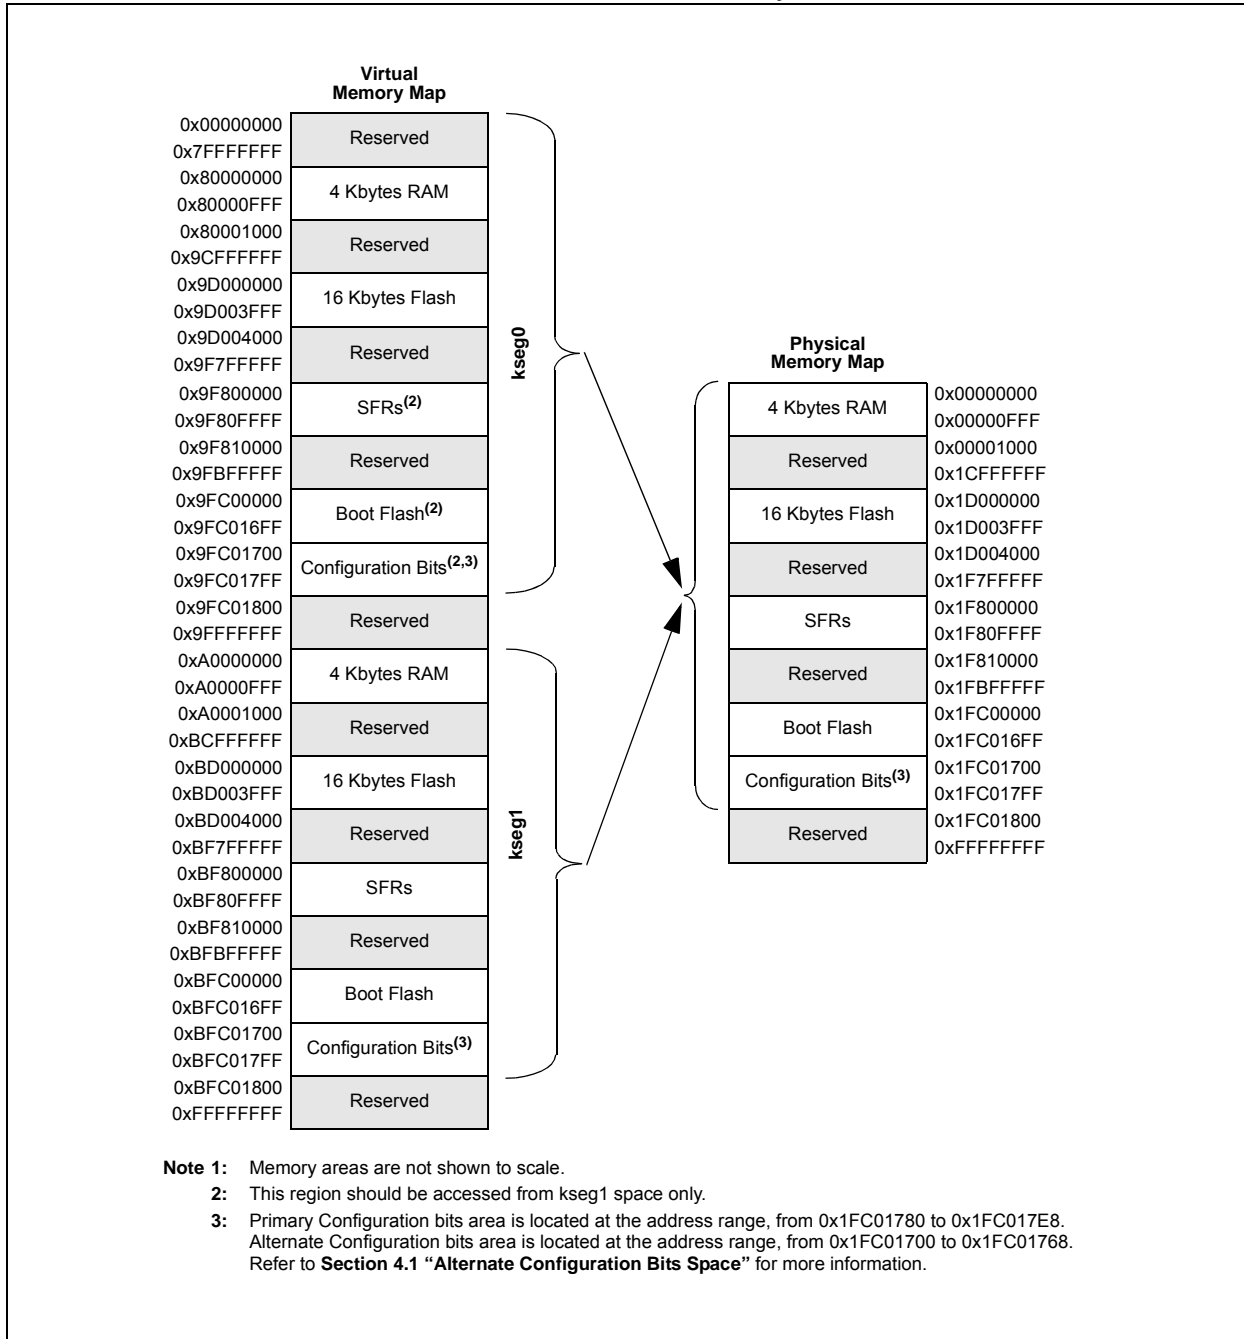 Virtual
Memory Map
0x00000000
Reserved
0x7FFFFFFF
0x80000000
4 Kbytes RAM
0x80000FFF
0x80001000
Reserved
0x9CFFFFFF
0x9D000000
16 Kbytes Flash
0x9D003FFF
0x9D004000
Reserved
0x9F7FFFFF
0x9F800000
SFRs(2)
0x9F80FFFF
0x9F810000
Reserved
0x9FBFFFFF
0x9FC00000
Boot Flash(2)
0x9FC016FF
0x9FC01700
Configuration Bits(2,3)
0x9FC017FF
0x9FC01800
Reserved
0x9FFFFFFF
0xA0000000
4 Kbytes RAM
0xA0000FFF
0xA0001000
Reserved
0xBCFFFFFF
0xBD000000
16 Kbytes Flash
0xBD003FFF
0xBD004000
Reserved
0xBF7FFFFF
0xBF800000
SFRs
0xBF80FFFF
0xBF810000
Reserved
0xBFBFFFFF
0xBFC00000
Boot Flash
0xBFC016FF
0xBFC01700
Configuration Bits(3)
0xBFC017FF
0xBFC01800
Reserved
0xFFFFFFFF
kseg0
kseg1
Physical
Memory Map
4 Kbytes RAM
0x00000000
0x00000FFF
Reserved
0x00001000
0x1CFFFFFF
16 Kbytes Flash
0x1D000000
0x1D003FFF
Reserved
0x1D004000
0x1F7FFFFF
SFRs
0x1F800000
0x1F80FFFF
Reserved
0x1F810000
0x1FBFFFFF
Boot Flash
0x1FC00000
0x1FC016FF
Configuration Bits(3)
0x1FC01700
0x1FC017FF
Reserved
0x1FC01800
0xFFFFFFFF
Note 1: Memory areas are not shown to scale.
2: This region should be accessed from kseg1 space only.
3: Primary Configuration bits area is located at the address range, from 0x1FC01780 to 0x1FC017E8.
Alternate Configuration bits area is located at the address range, from 0x1FC01700 to 0x1FC01768.
Refer to Section 4.1 “Alternate Configuration Bits Space” for more information.